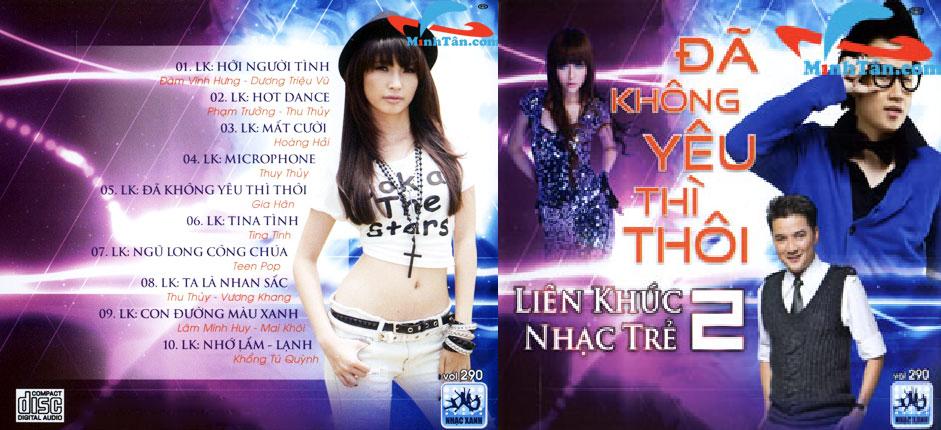 MinhTân.com
01. LK: HỠI NGƯỜI TÌNH
Đàm Vĩnh Hưng - Dương Triệu Vũ
02. LK: HOT DANCE
Phạm Trưởng - Thu Thủy
03. LK: MẮT CƯỜI
Hoàng Hải
04. LK: MICROPHONE
Thuy Thủy
05. LK: ĐÃ KHÔNG YÊU THÌ THÔI
Gia Hân
06. LK: TINA TÌNH
Tina Tình
07. LK: NGŨ LONG CÔNG CHÚA
Teen Pop
08. LK: TA LÀ NHAN SẮC
Thu Thủy - Vương Khang
09. LK: CON ĐƯỜNG MÀU XANH
Lâm Minh Huy - Mai Khôi
10. LK: NHỚ LẮM - LẠNH
Khổng Tú Quỳnh
The
Stars
COMPACT
disc
DIGITAL AUDIO
vol 290
NHẠC XANH
MinhTân.com
ĐÃ
KHÔNG
YÊU
THÌ
THÔI
LIÊN KHÚC
NHẠC TRẺ 2
vol 290
NHẠC XANH